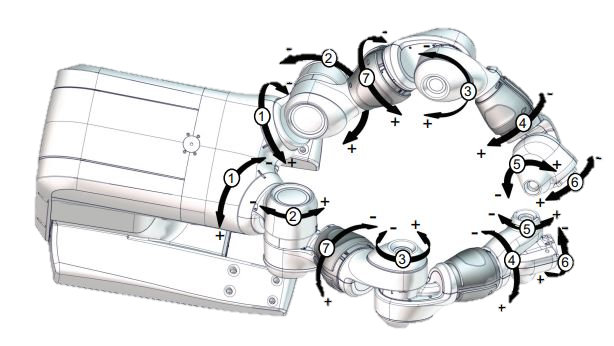 - 2 -
- 7 3
1 + + 4 -
+ + 5 +
1 - - + 6 -
- 2 + - - +
+ 7 - + 5
3 - 4 6
+ + +